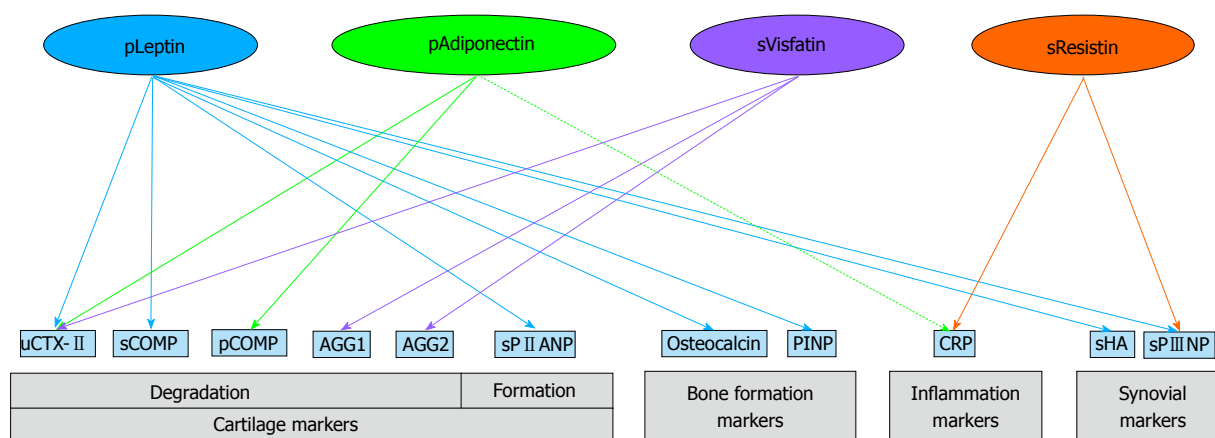 pLeptin
pAdiponectin
sVisfatin
sResistin
uCTX-Ⅱ
sCOMP
pCOMP
AGG1
AGG2
sPⅡANP
Osteocalcin
PINP
CRP
sHA
sPⅢNP
Degradation
Formation
Cartilage markers
Bone formation
markers
Inflammation
markers
Synovial
markers